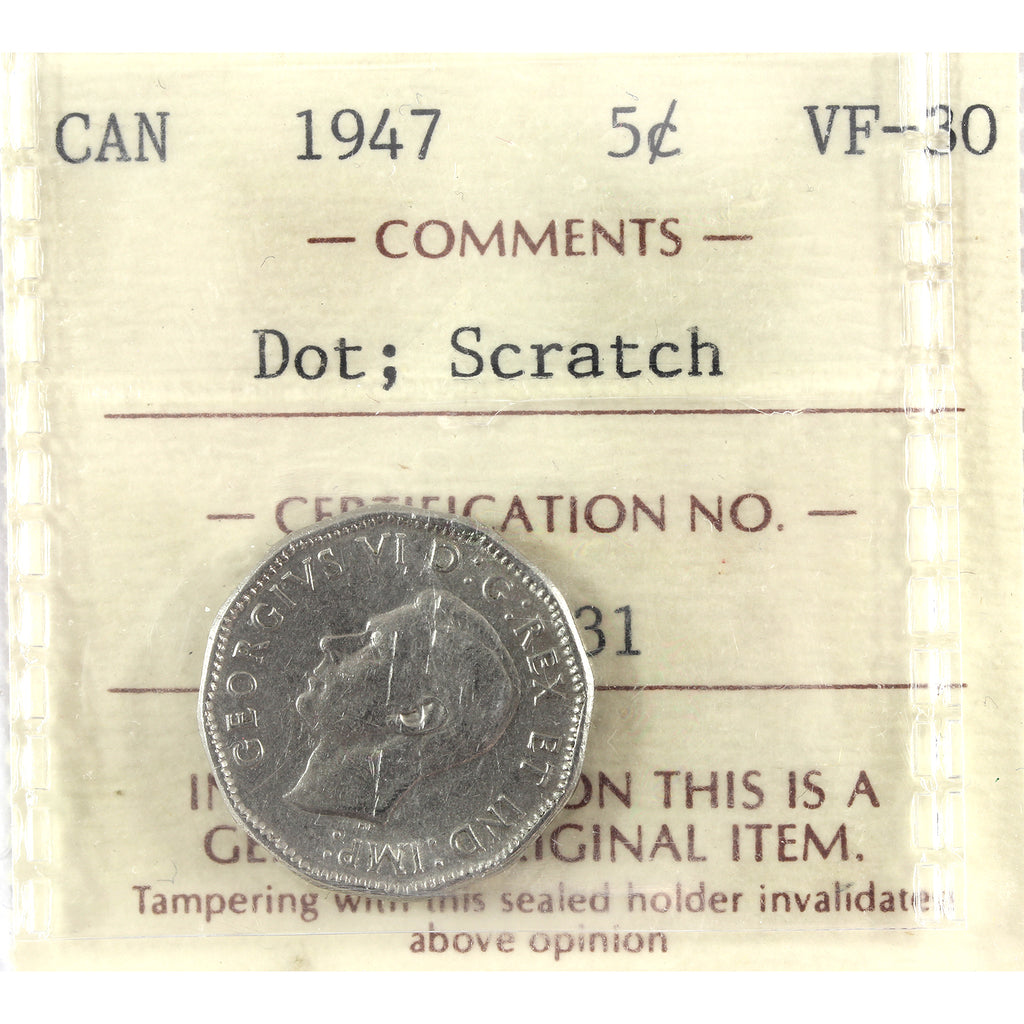 CAN 1947 5¢ VF-30
— COMMENTS —
Dot; Scratch
— CERTIFICATION NO. —
31
GEORGIVS VI D:G:REX ET IND:IMP:
ON THIS IS A
ORIGINAL ITEM.
Tampering with this sealed holder invalidates
above opinion